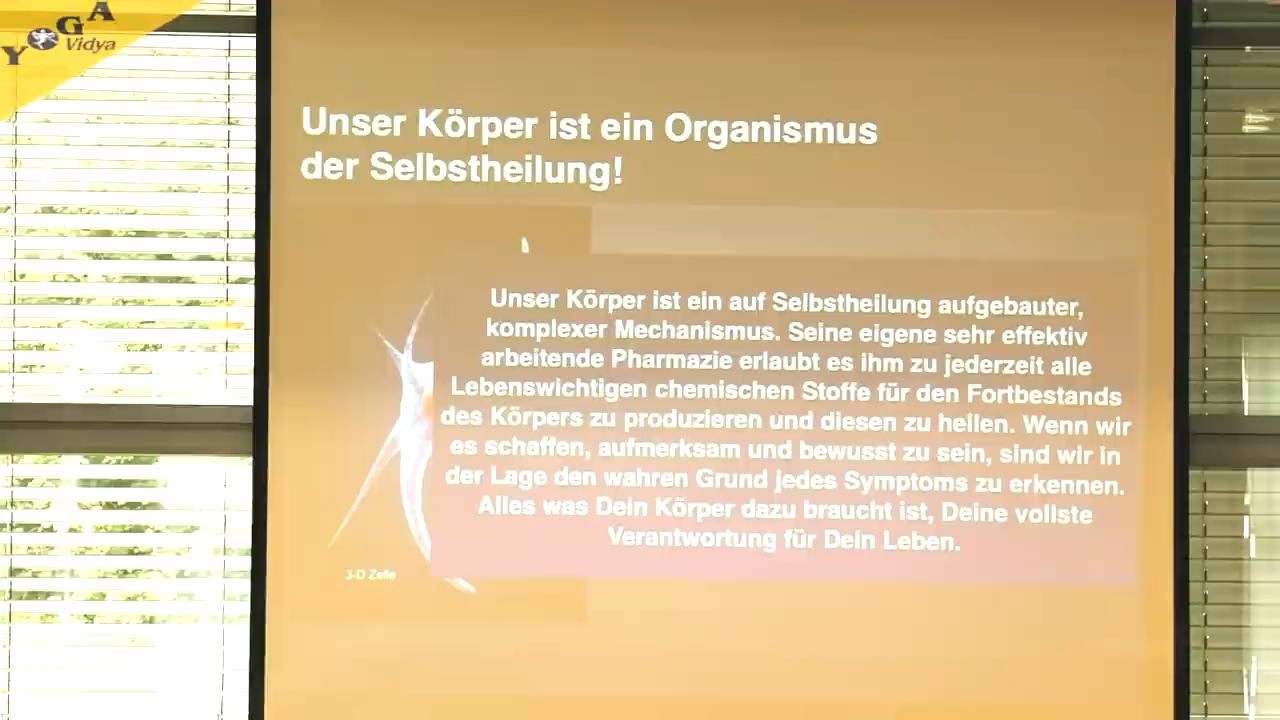 YOGA
Vidya
Unser Körper ist ein Organismus
der Selbstheilung!
Unser Körper ist ein auf Selbstheilung aufgebauter,
komplexer Mechanismus. Seine eigene sehr effektiv
arbeitende Pharmazie erlaubt es ihm zu jederzeit alle
Lebenswichtigen chemischen Stoffe für den Fortbestands
des Körpers zu produzieren und diesen zu heilen. Wenn wir
es schaffen, aufmerksam und bewusst zu sein, sind wir in
der Lage den wahren Grund jedes Symptoms zu erkennen.
Alles was Dein Körper dazu braucht ist, Deine vollste
Verantwortung für Dein Leben.
3-D Zelle